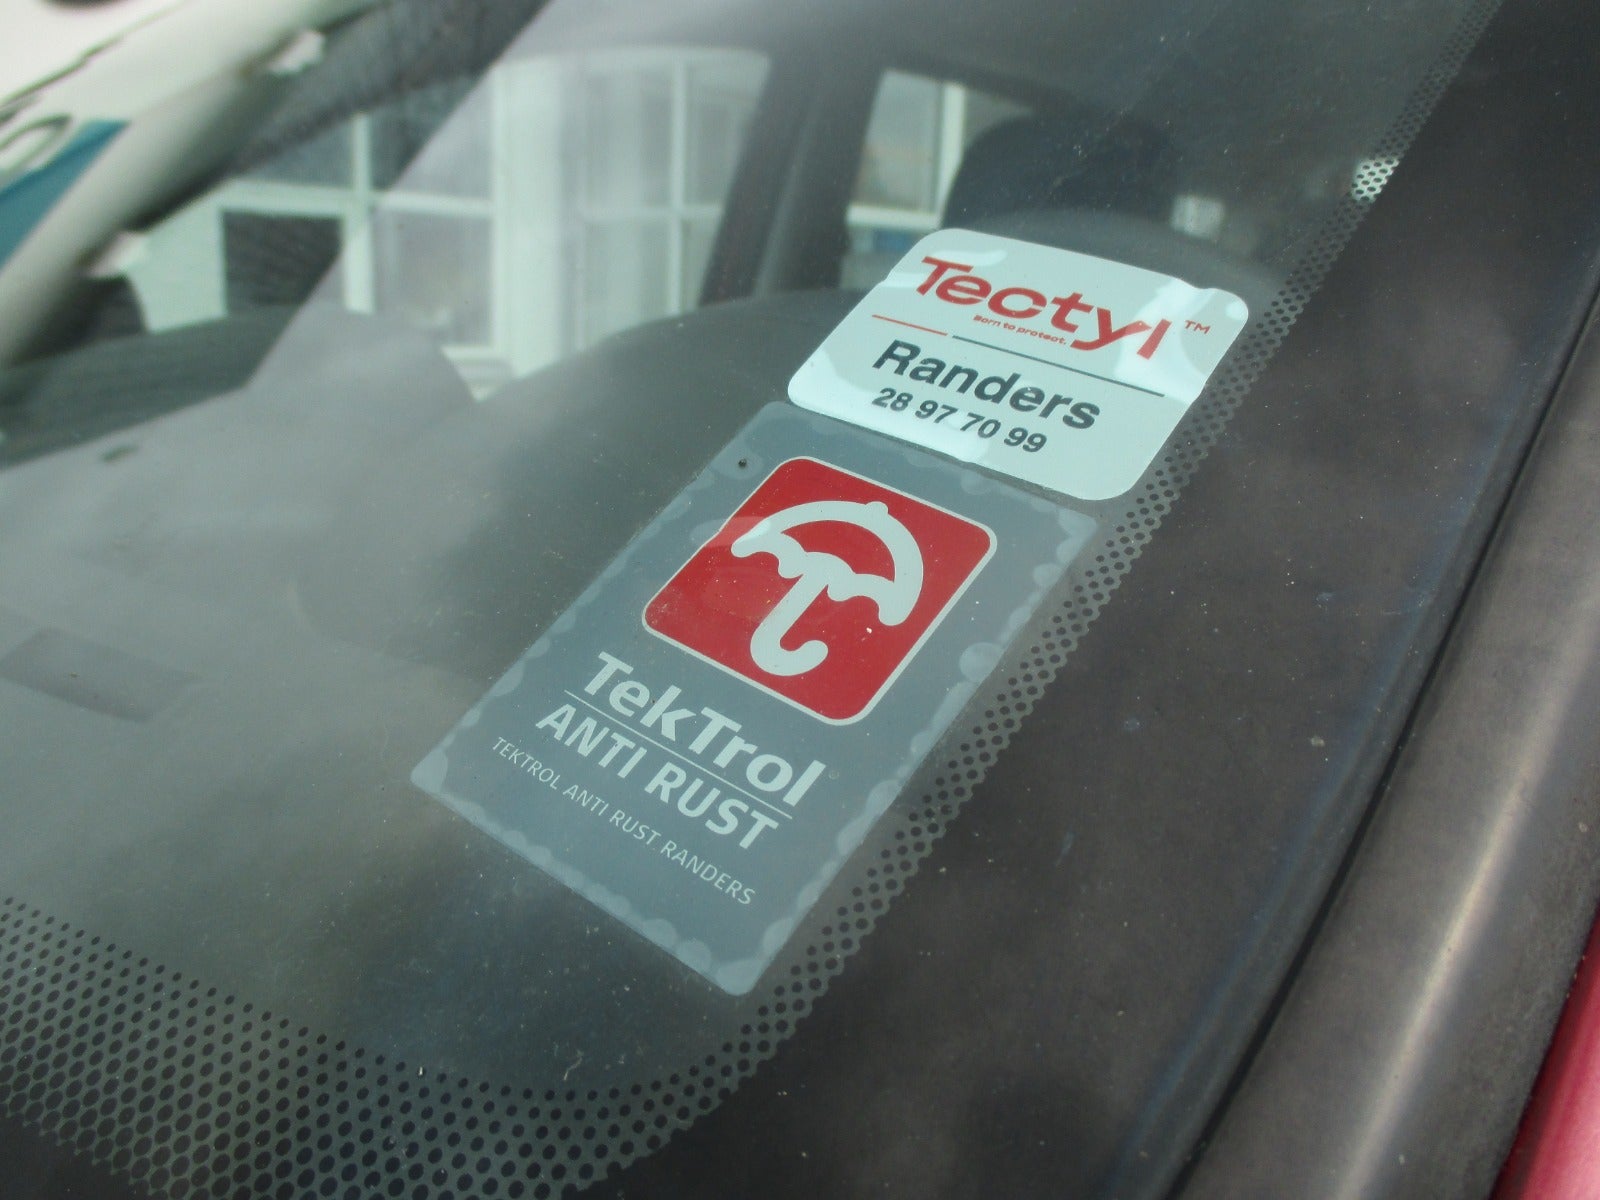 Tectyl™
Born to protect.
Randers
28 97 70 99
TekTrol
ANTI RUST
TEKTROL ANTI RUST RANDERS